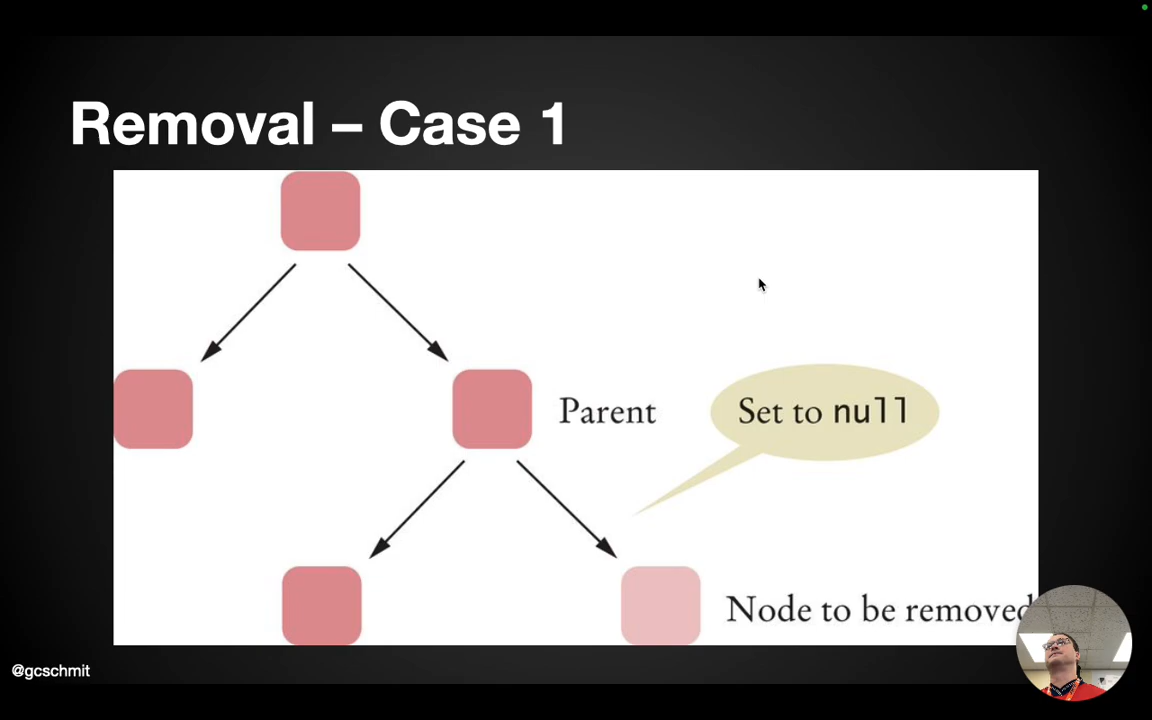 Removal – Case 1
Parent
Set to null
Node to be removed
@gcschmit